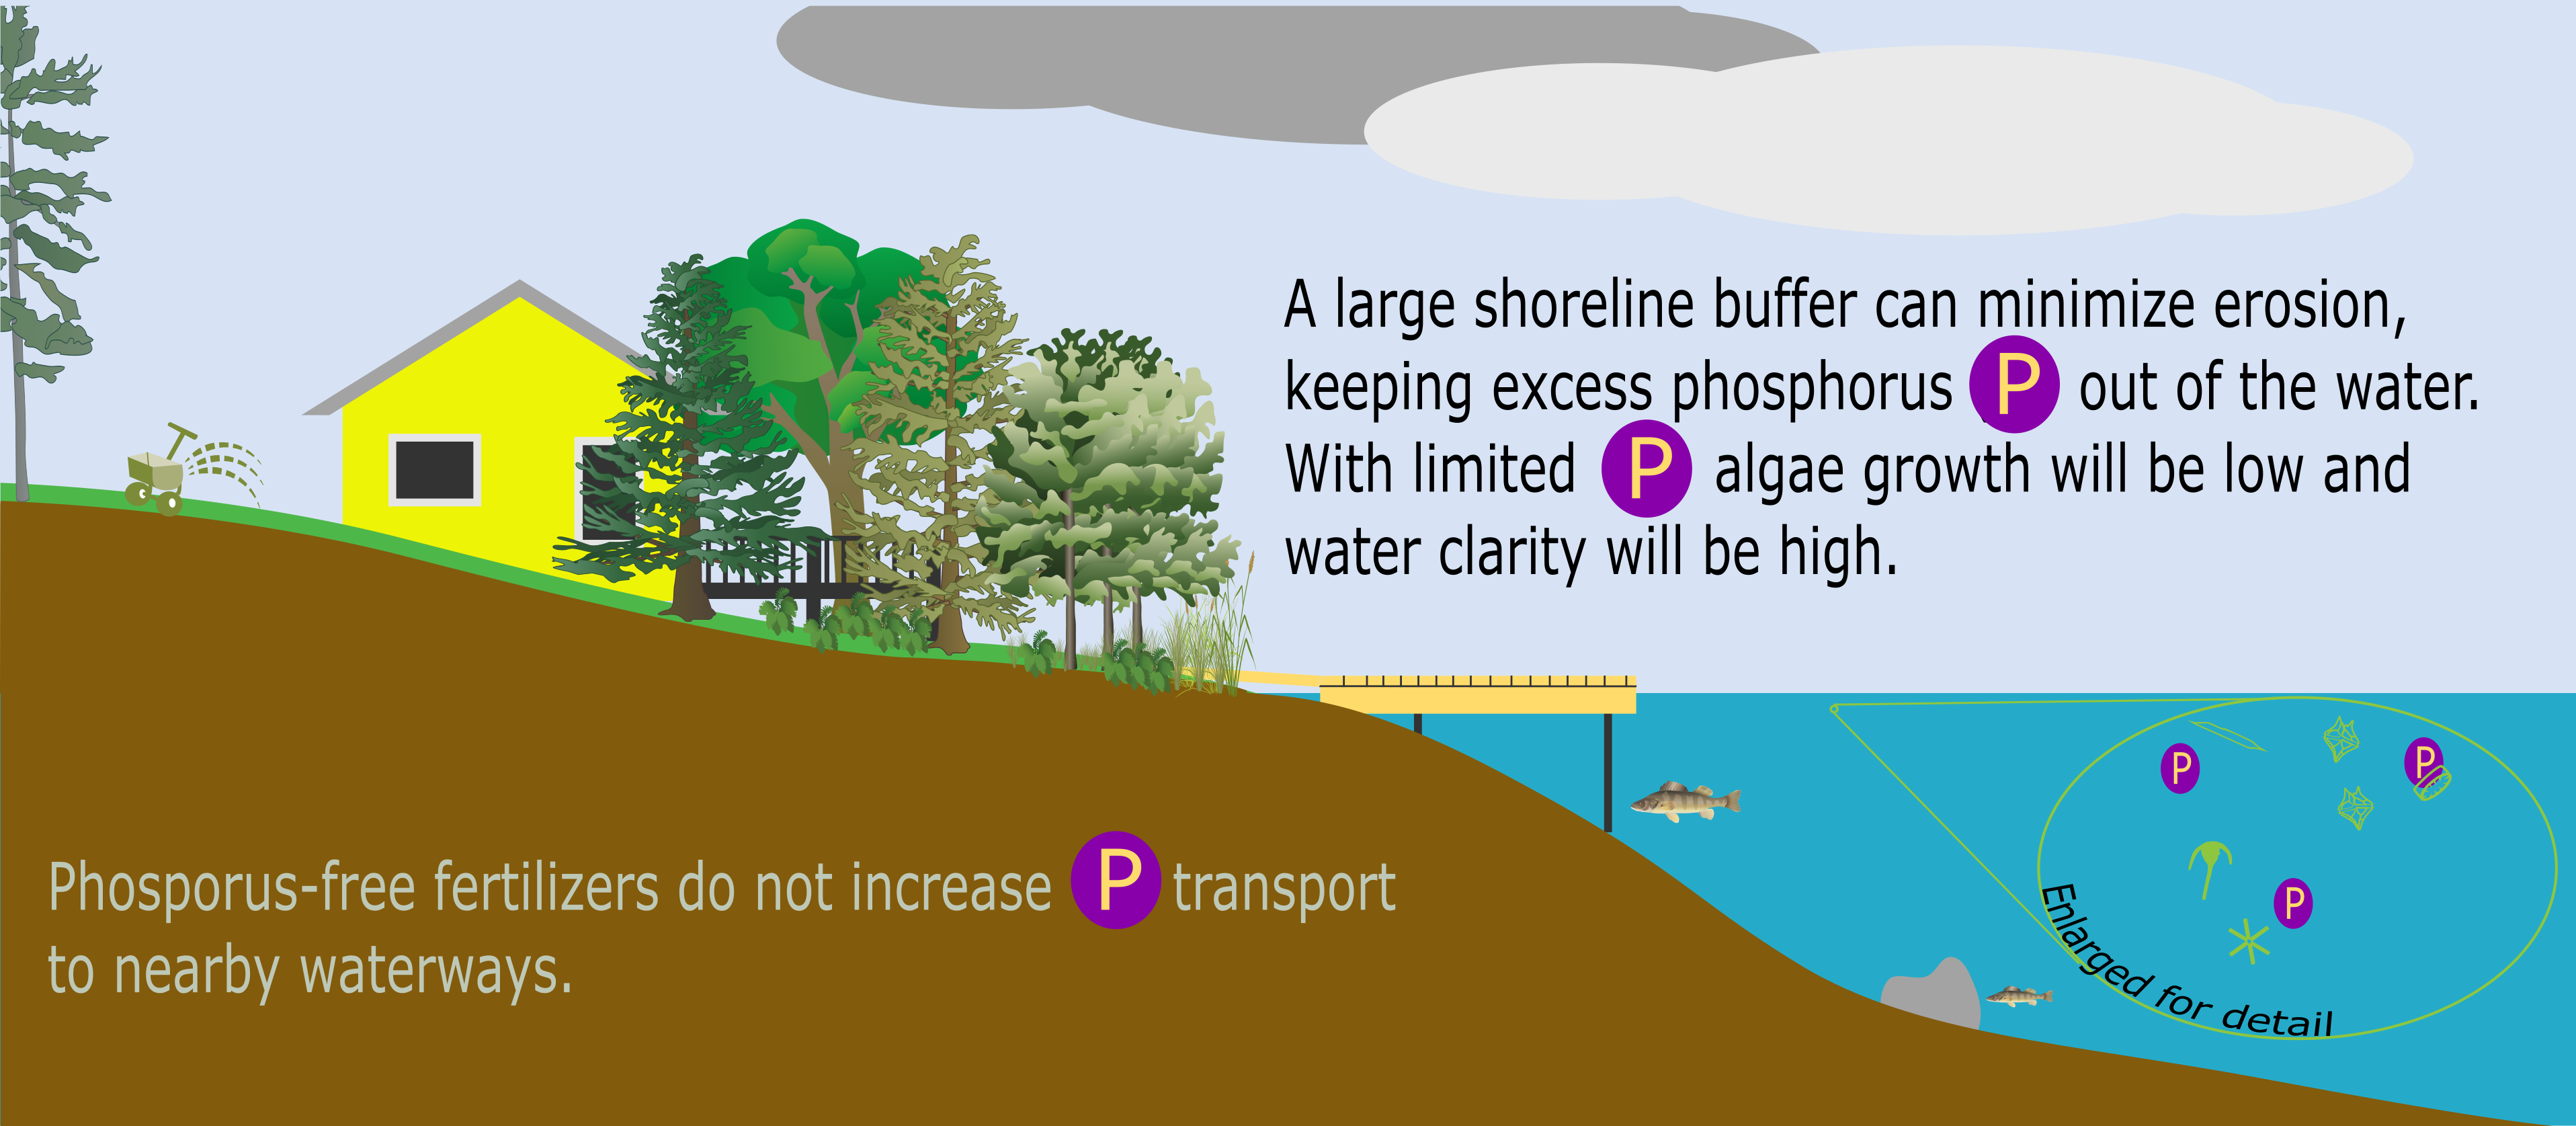 A large shoreline buffer can minimize erosion,
keeping excess phosphorus P out of the water.
With limited P algae growth will be low and
water clarity will be high.
P
P
P
Enlarged for detail
Phosporus-free fertilizers do not increase P transport
to nearby waterways.